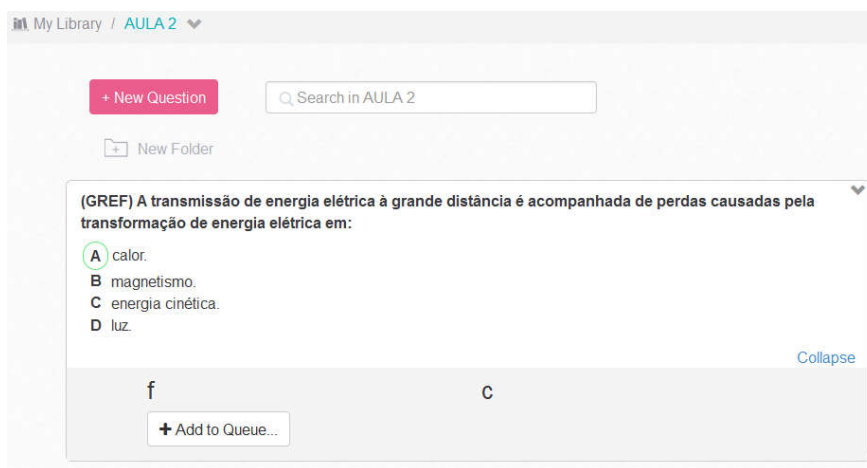 My Library / AULA 2
+ New Question
Search in AULA 2
New Folder
(GREF) A transmissão de energia elétrica à grande distância é acompanhada de perdas causadas pela
transformação de energia elétrica em:
A calor.
B magnetismo.
C energia cinética.
D luz.
Collapse
f c
+ Add to Queue...